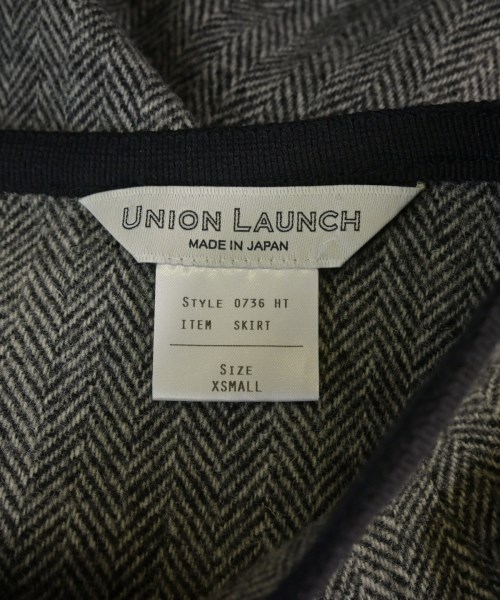 UNION LAUNCH
MADE IN JAPAN
STYLE 0736 HT
ITEM SKIRT
SIZE
XSMALL